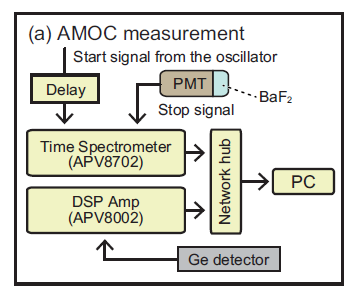 (a) AMOC measurement
Start signal from the oscillator
Delay
PMT
BaF₂
Stop signal
Time Spectrometer
(APV8702)
DSP Amp
(APV8002)
Network hub
PC
Ge detector